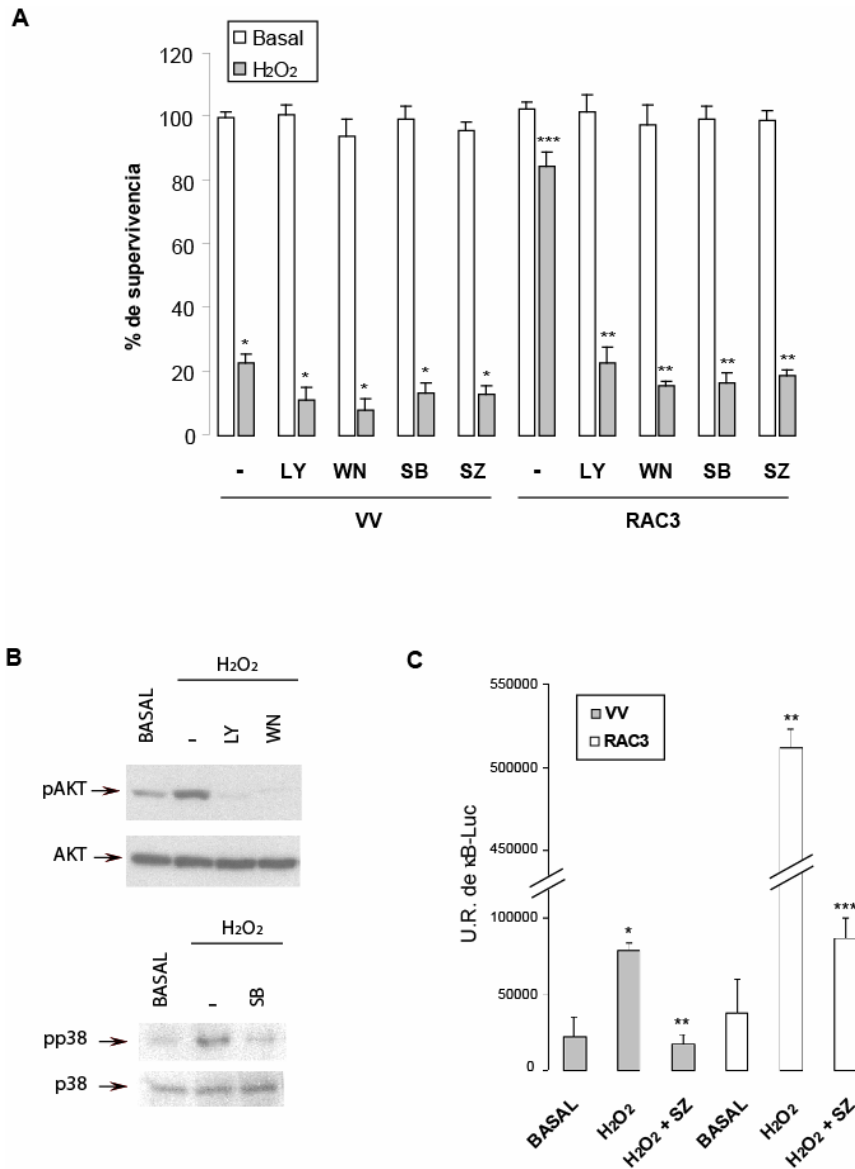 A
Basal
H₂O₂
% de supervivencia
120
100
80
60
40
20
0
* * * * * *** ** ** ** **
- LY WN SB SZ - LY WN SB SZ
VV RAC3
B
H₂O₂
BASAL - LY WN
pAKT
AKT
H₂O₂
BASAL - SB
pp38
p38
C
VV
RAC3
U.R. de κB-Luc
550000
500000
450000
100000
50000
0
* ** ** ***
BASAL H₂O₂ H₂O₂ + SZ BASAL H₂O₂ H₂O₂ + SZ